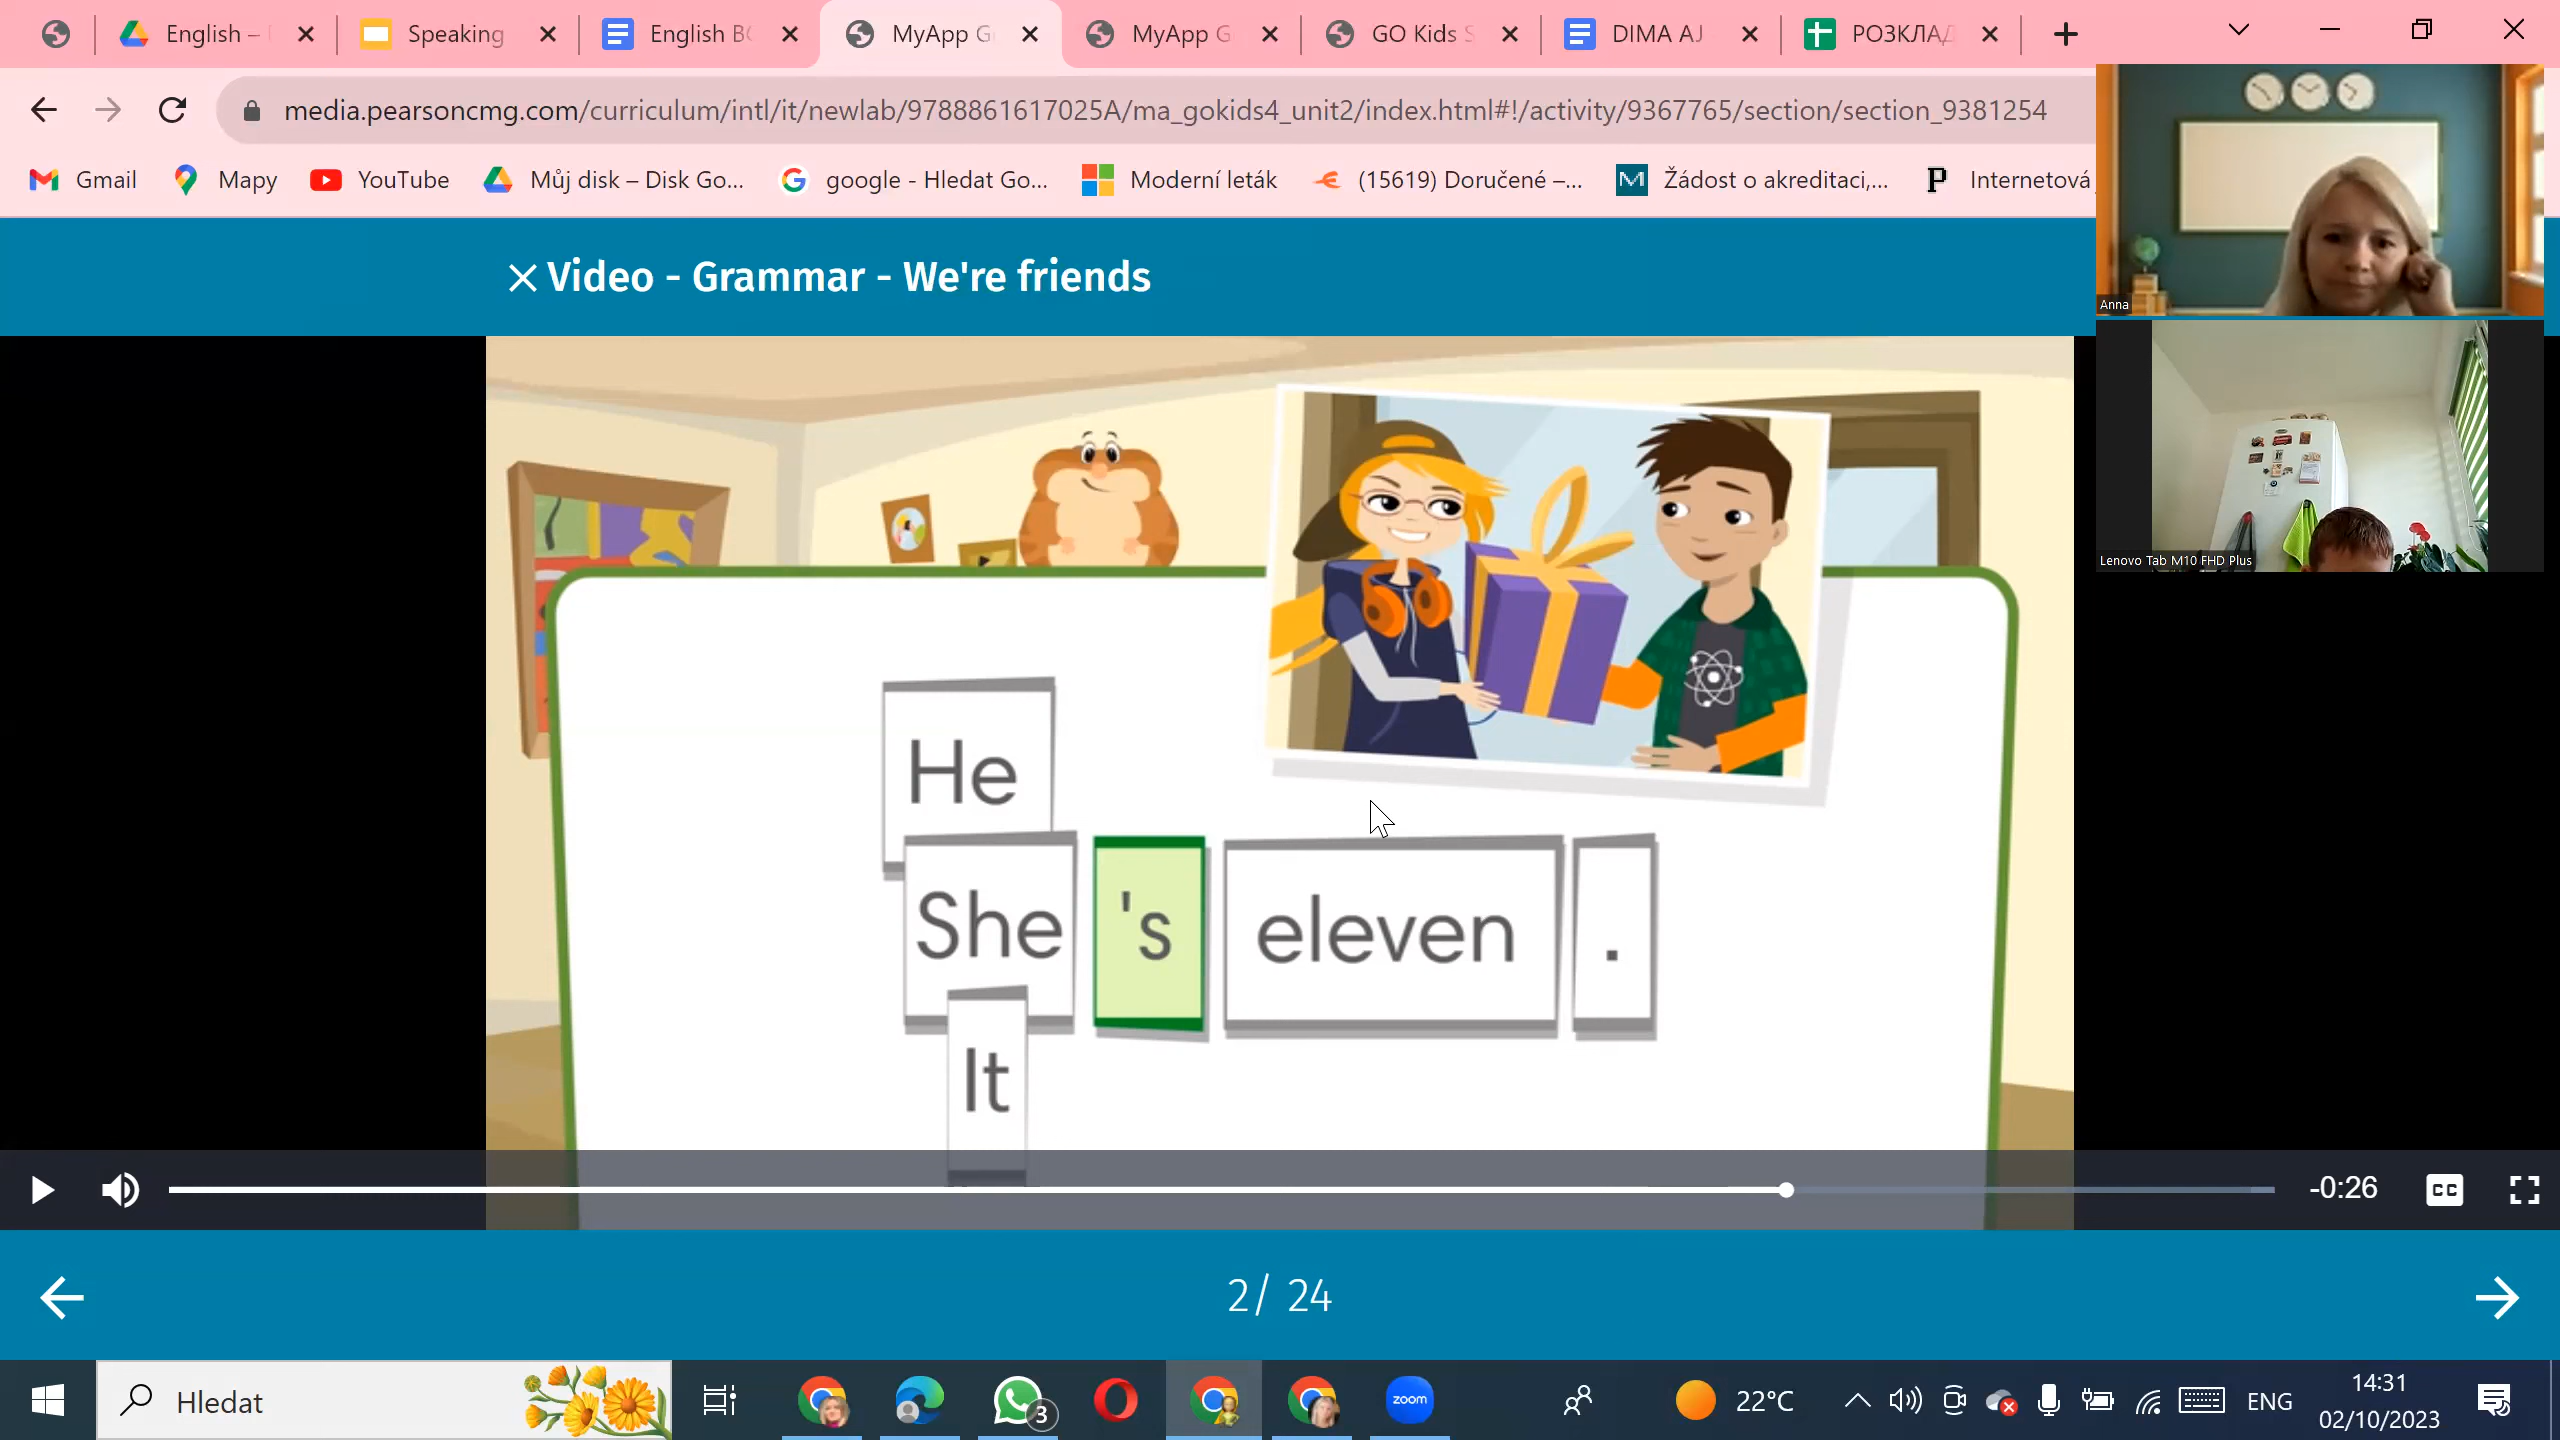 English –
Speaking
English BC
MyApp G
MyApp G
GO Kids S
DIMA AJ
РОЗКЛАД
media.pearsoncmg.com/curriculum/intl/it/newlab/9788861617025A/ma_gokids4_unit2/index.html#!/activity/9367765/section/section_9381254
Gmail
Mapy
YouTube
Můj disk – Disk Go...
google - Hledat Go...
Moderní leták
(15619) Doručené –...
Žádost o akreditaci,...
Internetová
Anna
Video - Grammar - We're friends
Lenovo Tab M10 FHD Plus
He
She 's eleven .
It
-0:26
CC
2/ 24
Hledat
3
zoom
22°C
ENG
14:31
02/10/2023